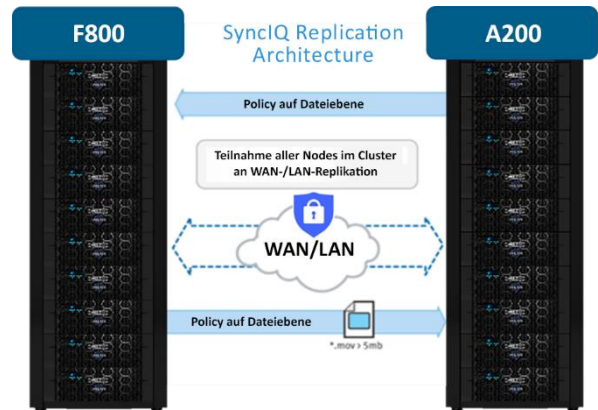 F800
SyncIQ Replication
Architecture
A200
Policy auf Dateiebene
Teilnahme aller Nodes im Cluster
an WAN-/LAN-Replikation
WAN/LAN
Policy auf Dateiebene
*.mov > 5mb